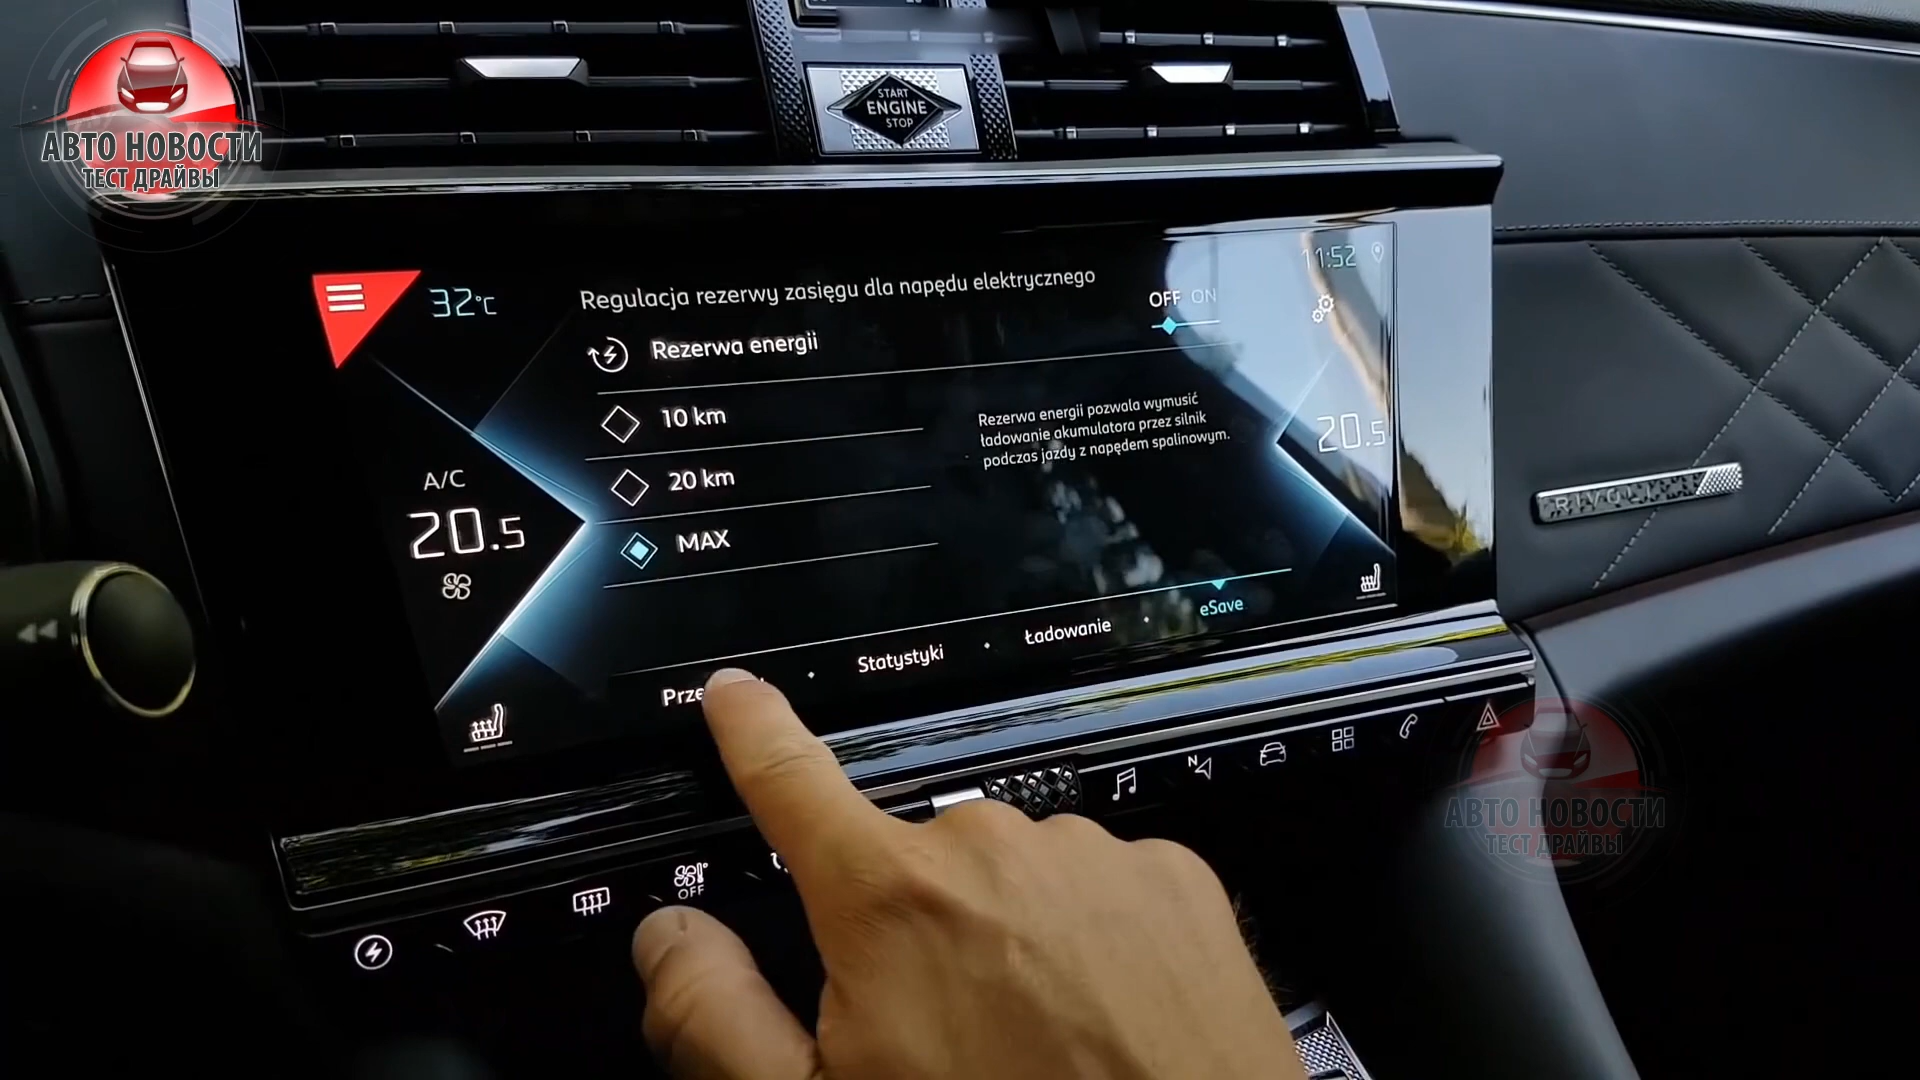 АВТО НОВОСТИ
ТЕСТ ДРАЙВЫ
START
ENGINE
STOP
32°C
Regulacja rezerwy zasięgu dla napędu elektrycznego
11:52
OFF ON
Rezerwa energii
10 km
20 km
MAX
Rezerwa energii pozwala wymusić
ładowanie akumulatora przez silnik
podczas jazdy z napędem spalinowym.
A/C
20.5
20.5
Statystyki
Ładowanie
eSave
RIVOLI
N
OFF
АВТО НОВОСТИ
ТЕСТ ДРАЙВЫ